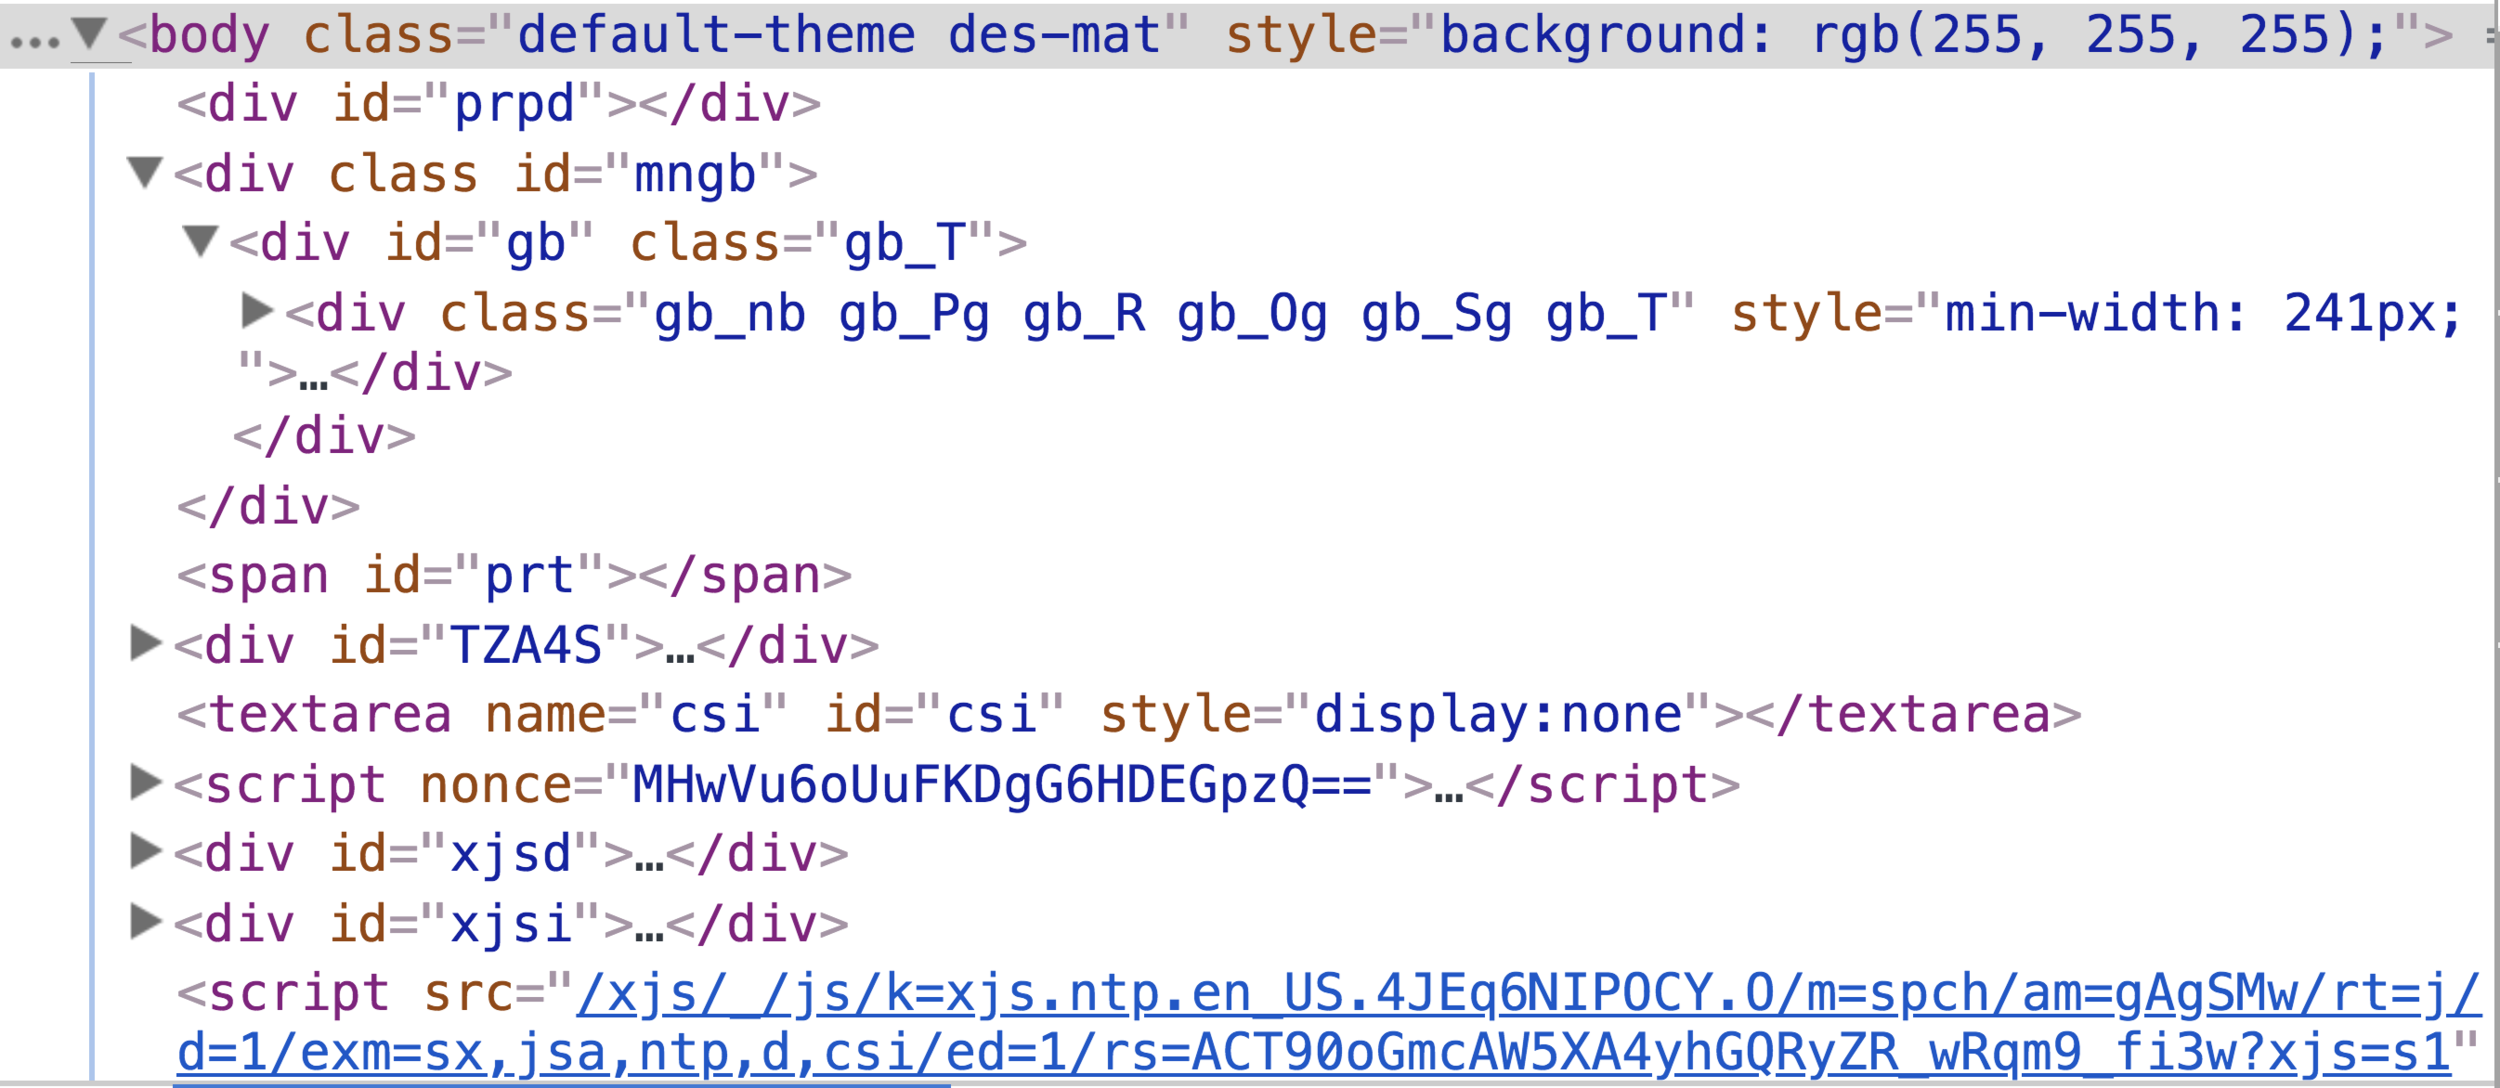 <body class="default-theme des-mat" style="background: rgb(255, 255, 255);">
<div id="prpd"></div>
<div class id="mngb">
<div id="gb" class="gb_T">
<div class="gb_nb gb_Pg gb_R gb_Og gb_Sg gb_T" style="min-width: 241px;
">…</div>
</div>
</div>
<span id="prt"></span>
<div id="TZA4S">…</div>
<textarea name="csi" id="csi" style="display:none"></textarea>
<script nonce="MHwVu6oUuFKDgG6HDEGpzQ==">…</script>
<div id="xjsd">…</div>
<div id="xjsi">…</div>
<script src="/xjs/_/js/k=xjs.ntp.en_US.4JEq6NIPOCY.O/m=spch/am=gAgSMw/rt=j/
d=1/exm=sx,jsa,ntp,d,csi/ed=1/rs=ACT90oGmcAW5XA4yhGQRyZR_wRqm9_fi3w?xjs=s1"